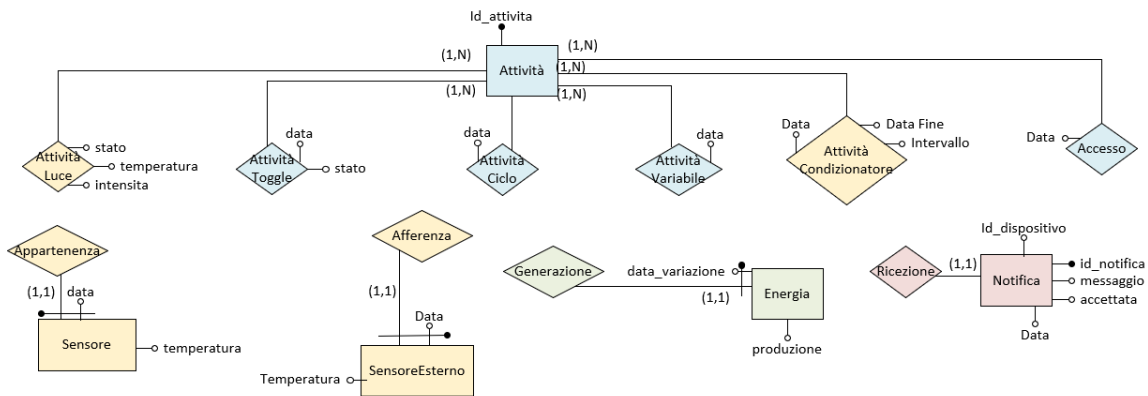 Id_attivita
(1,N)
(1,N)
Attività
(1,N)
(1,N)
(1,N)
(1,N)
stato
Attività
Luce
temperatura
intensita
data
Attività
Toggle
stato
data
Attività
Ciclo
data
Attività
Variabile
Data
Data Fine
Attività
Condizionatore
Intervallo
Data
Accesso
Appartenenza
(1,1)
data
Sensore
temperatura
Afferenza
(1,1)
Data
Temperatura
SensoreEsterno
Generazione
data_variazione
(1,1)
Energia
produzione
Id_dispositivo
Ricezione
(1,1)
Notifica
id_notifica
messaggio
accettata
Data